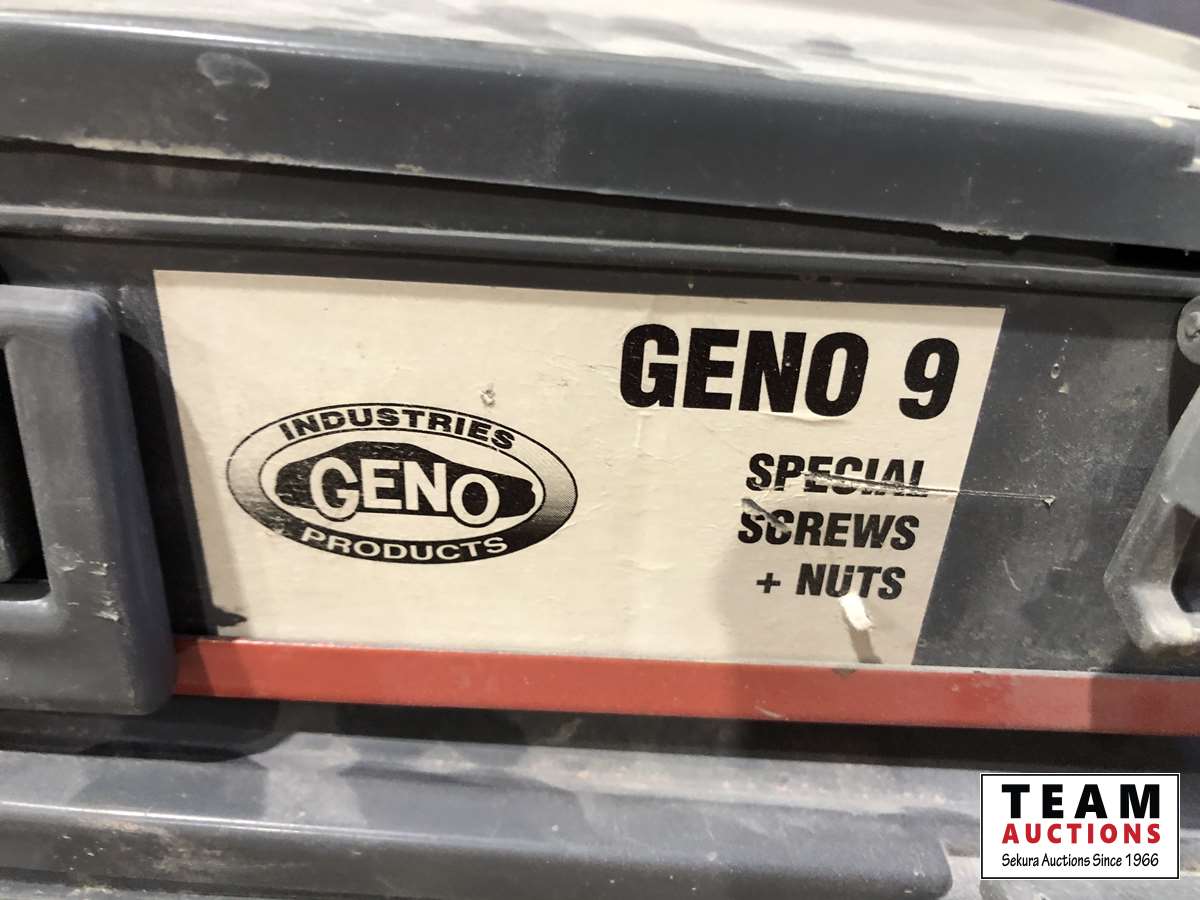 INDUSTRIES
GENO
PRODUCTS
GENO 9
SPECIAL
SCREWS
+ NUTS
TEAM
AUCTIONS
Sekura Auctions Since 1966